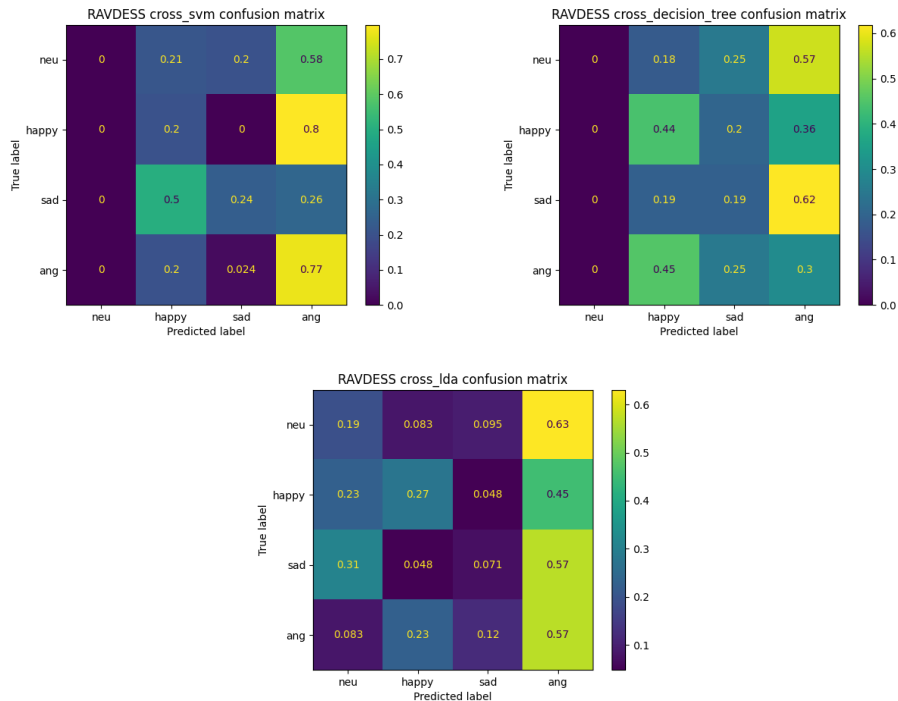 RAVDESS cross_svm confusion matrix
neu 0 0.21 0.2 0.58
happy 0 0.2 0 0.8
sad 0 0.5 0.24 0.26
ang 0 0.2 0.024 0.77
neu happy sad ang
Predicted label
True label
0.7
0.6
0.5
0.4
0.3
0.2
0.1
0.0
RAVDESS cross_decision_tree confusion matrix
neu 0 0.18 0.25 0.57
happy 0 0.44 0.2 0.36
sad 0 0.19 0.19 0.62
ang 0 0.45 0.25 0.3
neu happy sad ang
Predicted label
True label
0.6
0.5
0.4
0.3
0.2
0.1
0.0
RAVDESS cross_lda confusion matrix
neu 0.19 0.083 0.095 0.63
happy 0.23 0.27 0.048 0.45
sad 0.31 0.048 0.071 0.57
ang 0.083 0.23 0.12 0.57
neu happy sad ang
Predicted label
True label
0.6
0.5
0.4
0.3
0.2
0.1